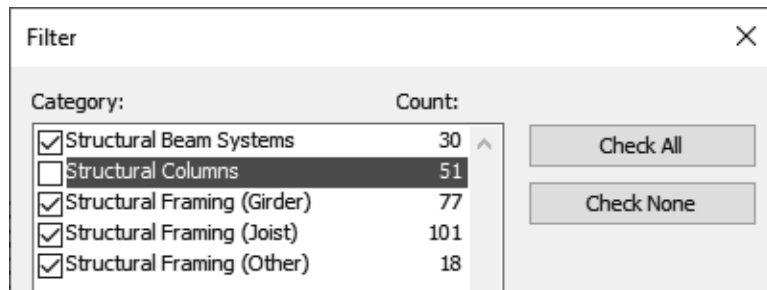 Filter
Category: Count:
Structural Beam Systems 30
Check All
Structural Columns 51
Structural Framing (Girder) 77
Check None
Structural Framing (Joist) 101
Structural Framing (Other) 18